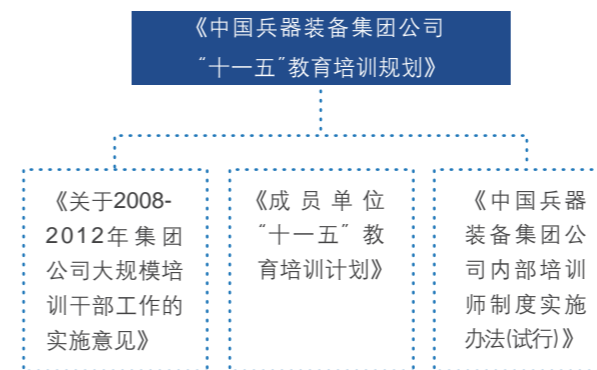 《中国兵器装备集团公司
“十一五”教育培训规划》
《关于2008-
2012年集团
公司大规模培
训干部工作的
实施意见》
《成员单位
“十一五”教
育培训计划》
《中国兵器
装备集团公
司内部培训
师制度实施
办法(试行)》